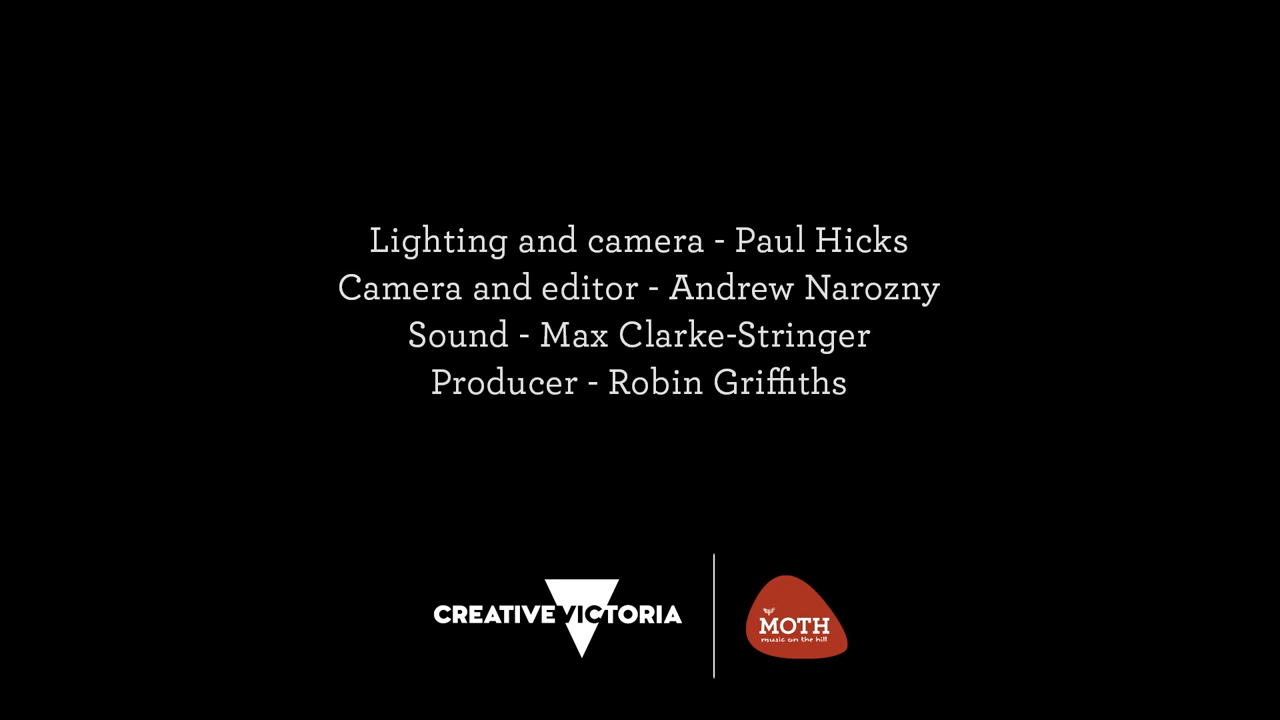 Lighting and camera - Paul Hicks
Camera and editor - Andrew Narozny
Sound - Max Clarke-Stringer
Producer - Robin Griffiths
CREATIVE VICTORIA
MOTH
music on the hill